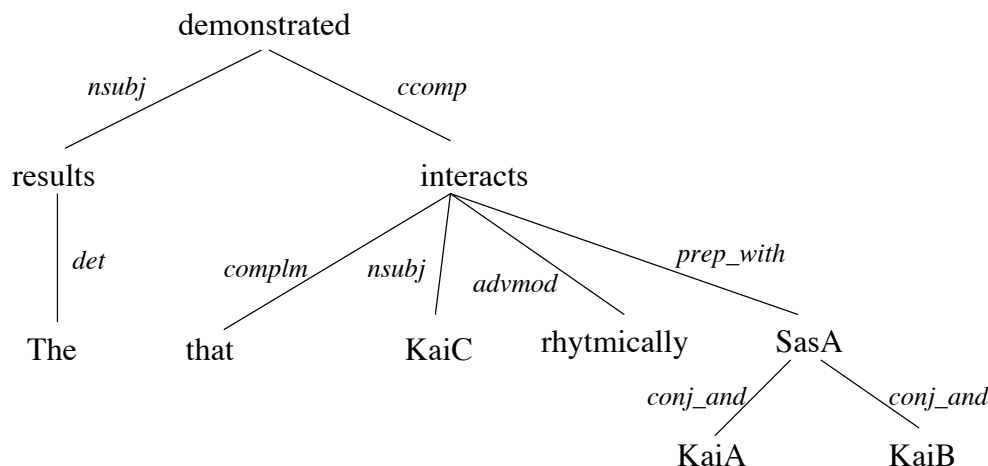 demonstrated
nsubj ccomp
results interacts
det complm nsubj advmod prep_with
The that KaiC rhytmically SasA
conj_and conj_and
KaiA KaiB